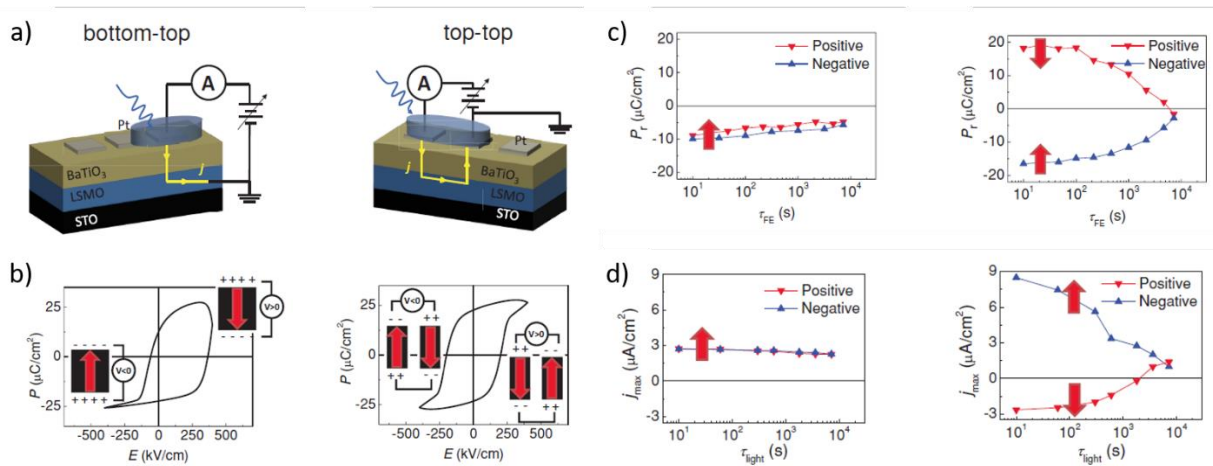 a)
bottom-top
A
Pt
j
BaTiO3
LSMO
STO
top-top
A
Pt
j
BaTiO3
LSMO
STO
b)
P (µC/cm²)
25
0
-25
-500 -250 0 250 500
E (kV/cm)
++++
V>0
----
----
V<0
++++
P (µC/cm²)
25
0
-25
-500 -250 0 250 500
E (kV/cm)
V<0
-- ++
++ --
V>0
++ --
-- ++
c)
Pr (µC/cm²)
20
10
0
-10
-20
Positive
Negative
10¹ 10² 10³ 10⁴
τFE (s)
Pr (µC/cm²)
20
10
0
-10
-20
Positive
Negative
10¹ 10² 10³ 10⁴
τFE (s)
d)
jmax (µA/cm²)
9
6
3
0
-3
Positive
Negative
10¹ 10² 10³ 10⁴
τlight (s)
jmax (µA/cm²)
9
6
3
0
-3
Positive
Negative
10¹ 10² 10³ 10⁴
τlight (s)